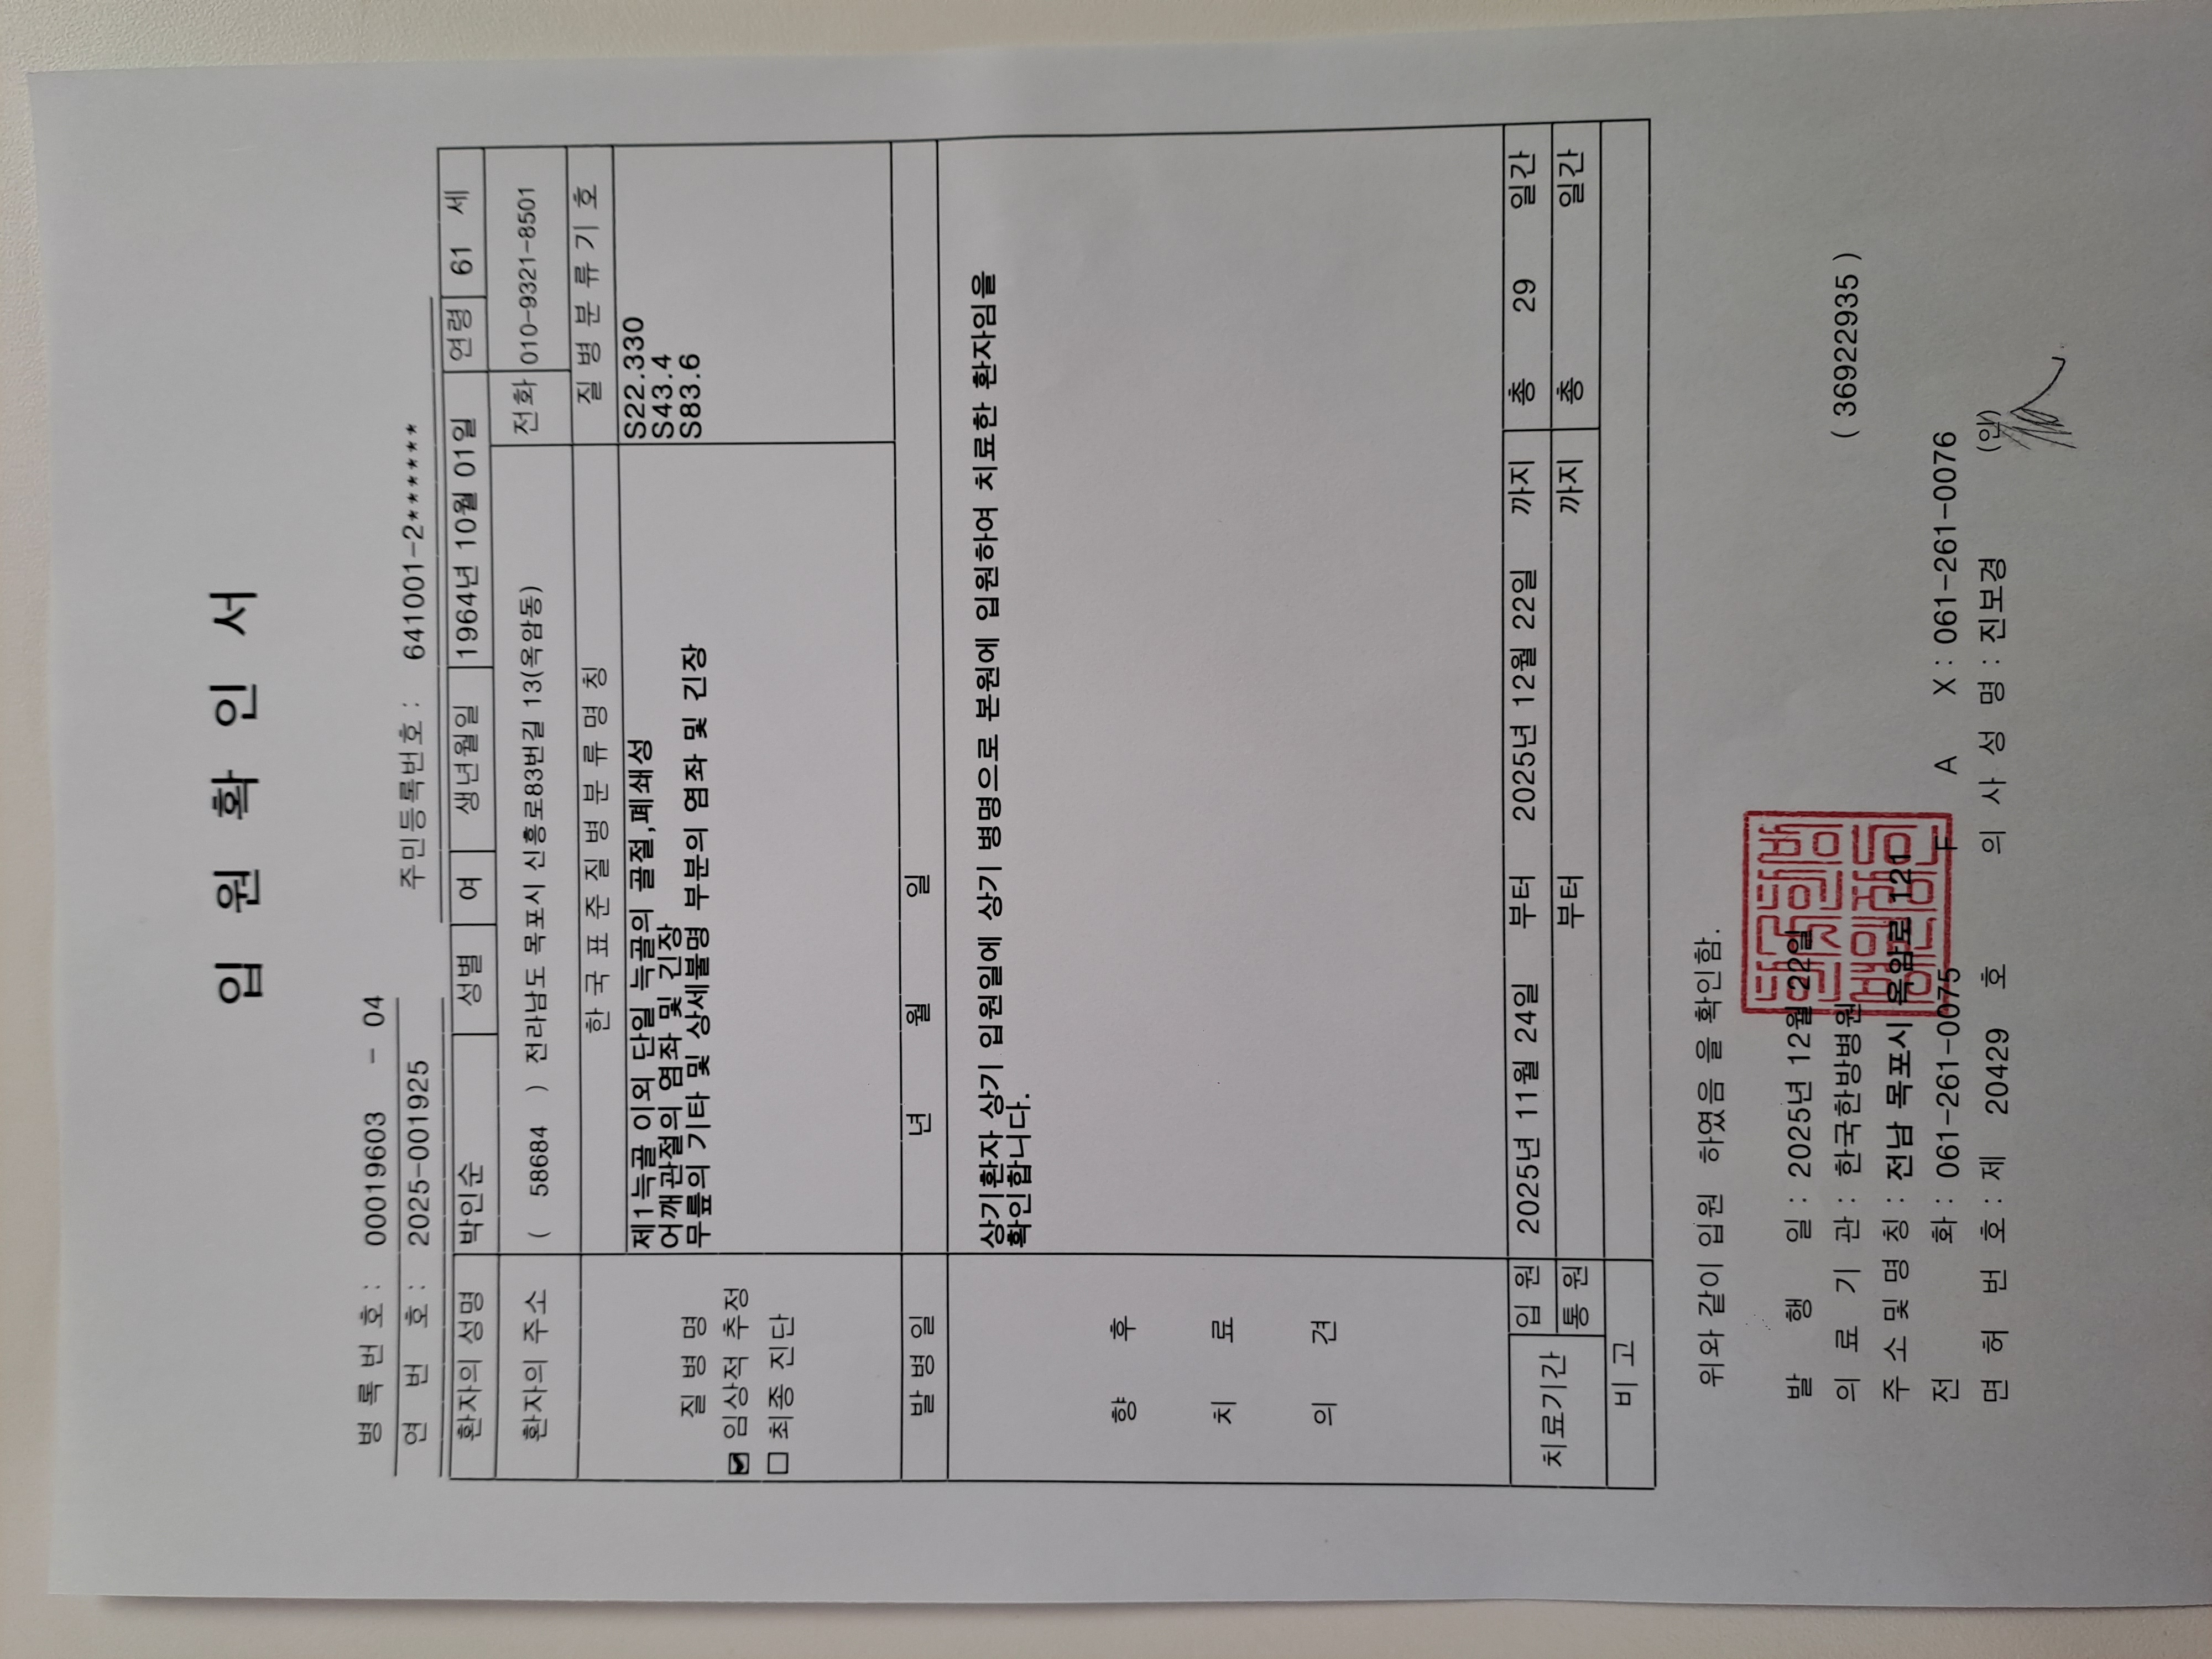 입 원 확 인 서
병 록 번 호 : 00019603 - 04
연 번 호 : 2025-001925 주민등록번호 : 641001-2******
환자의 성명 박인순 성별 여 생년월일 1964년 10월 01일 연령 61 세
환자의 주소 ( 58684 ) 전라남도 목포시 신흥로83번길 13(옥암동) 전화 010-9321-8501
질 병 명 한 국 표 준 질 병 분 류 명 칭 질 병 분 류 기 호
제1늑골 이외 단일 늑골의 골절,폐쇄성 S22.330
어깨관절의 염좌 및 긴장 S43.4
무릎의 기타 및 상세불명 부분의 염좌 및 긴장 S83.6
☑ 임상적 추정
☐ 최종 진단
발 병 일 년 월 일
향 후 치 료 의 견
상기환자 상기 입원일에 상기 병명으로 본원에 입원하여 치료한 환자임을
확인합니다.
치료기간 입 원 2025년 11월 24일 부터 2025년 12월 22일 까지 총 29 일간
통 원 부터 까지 총 일간
비 고
위와 같이 입원 하였음 을 확인함.
발 행 일 : 2025년 12월 22일
의 료 기 관 : 한국한방병원 ( 36922935 )
주 소 및 명 칭 : 전남 목포시 옥암로 121
전 화 : 061-261-0075 F A X : 061-261-0076
면 허 번 호 : 제 20429 호 의 사 성 명 : 진보경 (인)